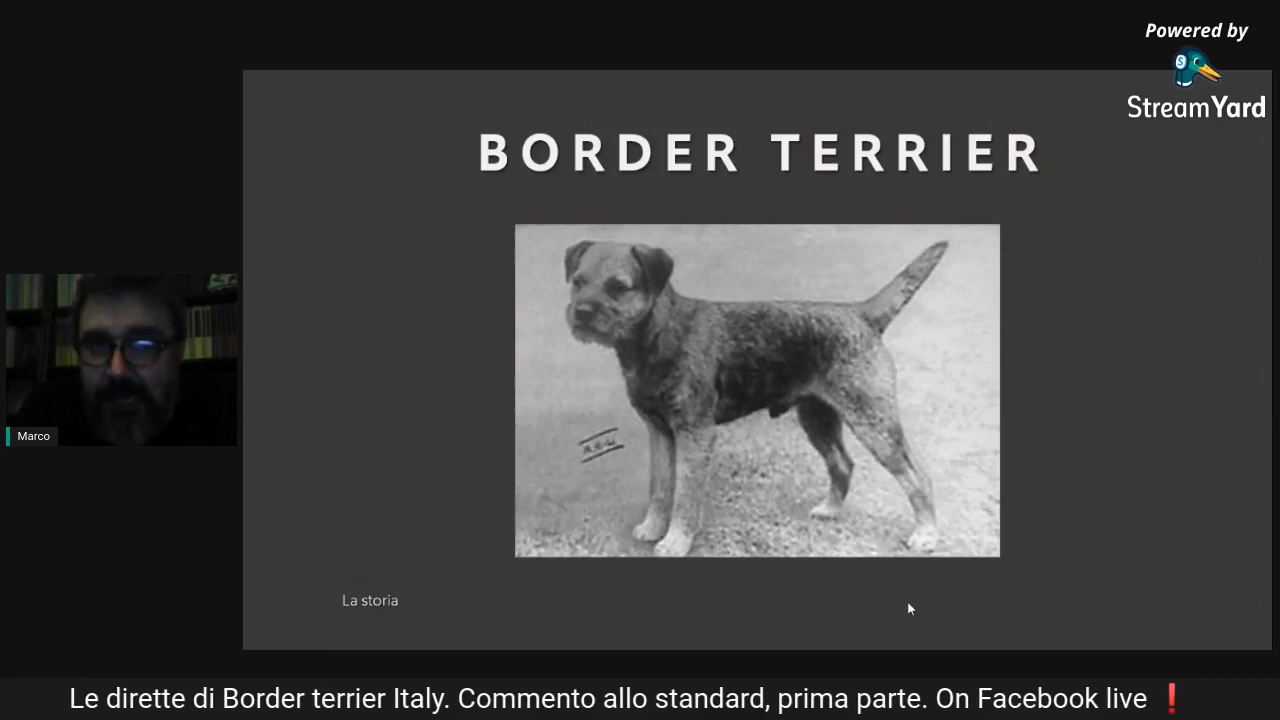 Powered by
StreamYard
BORDER TERRIER
Marco
La storia
Le dirette di Border terrier Italy. Commento allo standard, prima parte. On Facebook live ❗